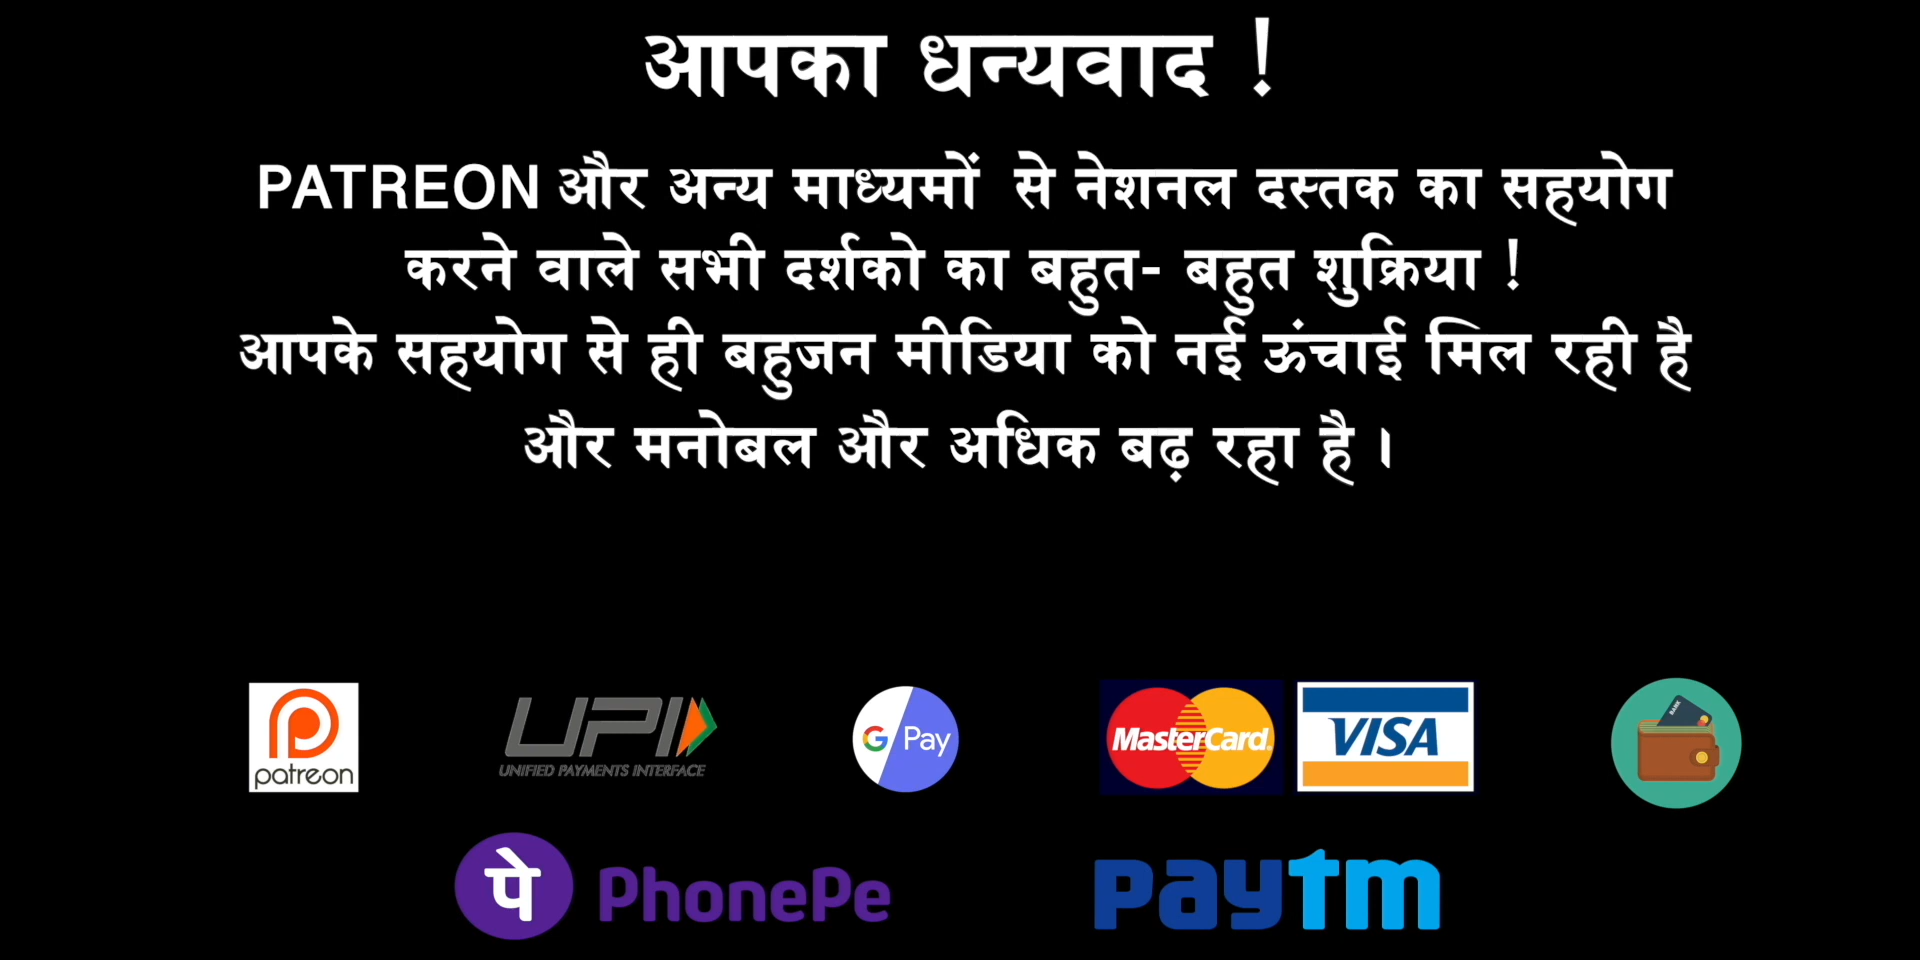 आपका धन्यवाद !
PATREON और अन्य माध्यमों से नेशनल दस्तक का सहयोग
करने वाले सभी दर्शको का बहुत- बहुत शुक्रिया !
आपके सहयोग से ही बहुजन मीडिया को नई ऊंचाई मिल रही है
और मनोबल और अधिक बढ़ रहा है ।
patreon
UPI
UNIFIED PAYMENTS INTERFACE
G Pay
MasterCard
VISA
BANK
पे PhonePe
paytm